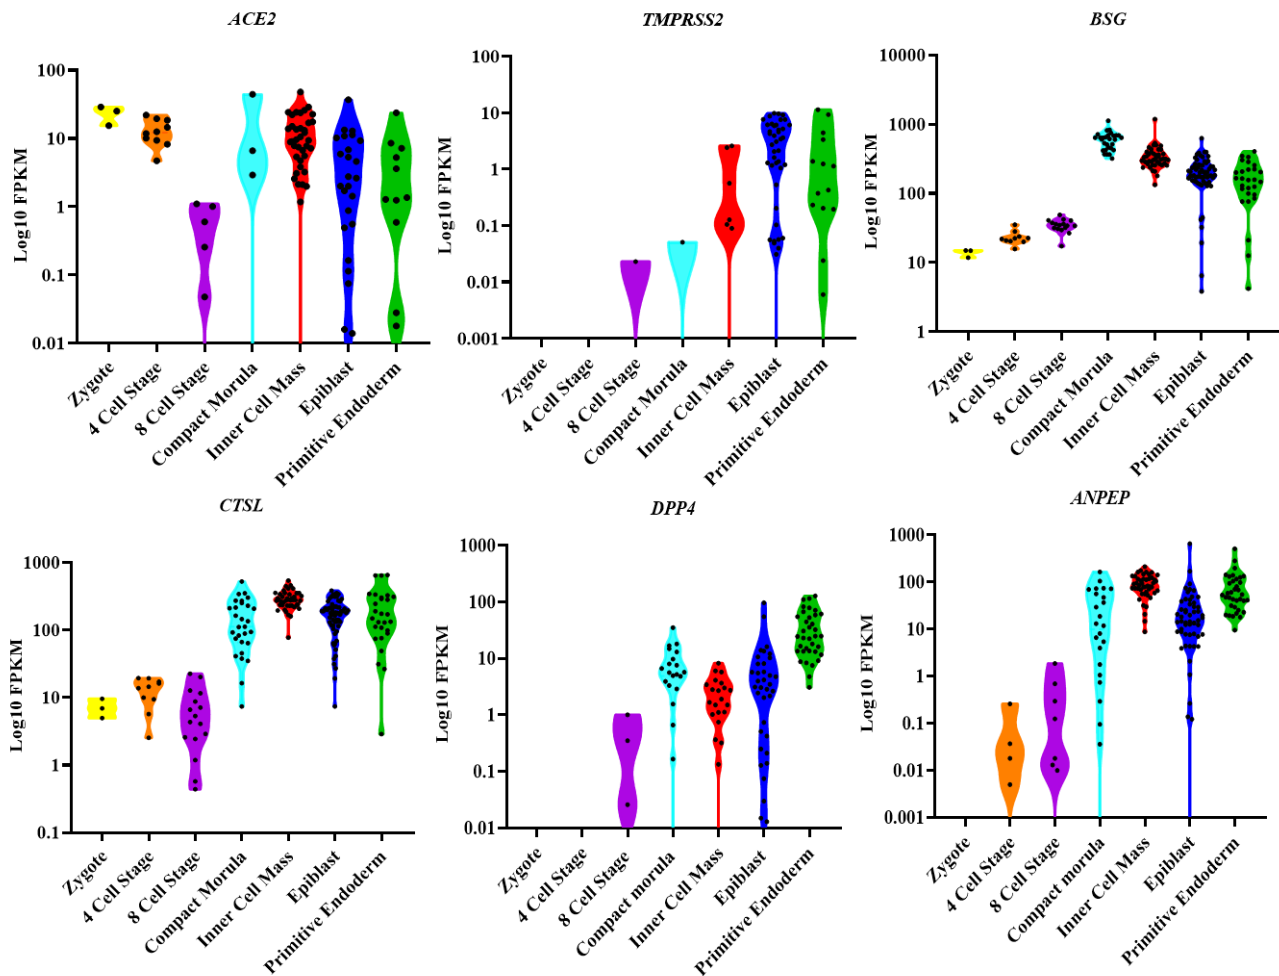 ACE2
Log10 FPKM
100
10
1
0.1
0.01
Zygote
4 Cell Stage
8 Cell Stage
Compact Morula
Inner Cell Mass
Epiblast
Primitive Endoderm
TMPRSS2
Log10 FPKM
100
10
1
0.1
0.01
0.001
Zygote
4 Cell Stage
8 Cell Stage
Compact Morula
Inner Cell Mass
Epiblast
Primitive Endoderm
BSG
Log10 FPKM
10000
1000
100
10
1
Zygote
4 Cell Stage
8 Cell Stage
Compact Morula
Inner Cell Mass
Epiblast
Primitive Endoderm
CTSL
Log10 FPKM
1000
100
10
1
0.1
Zygote
4 Cell Stage
8 Cell Stage
Compact Morula
Inner Cell Mass
Epiblast
Primitive Endoderm
DPP4
Log10 FPKM
1000
100
10
1
0.1
0.01
Zygote
4 Cell Stage
8 Cell Stage
Compact morula
Inner Cell Mass
Epiblast
Primitive Endoderm
ANPEP
Log10 FPKM
1000
100
10
1
0.1
0.01
0.001
Zygote
4 Cell Stage
8 Cell Stage
Compact morula
Inner Cell Mass
Epiblast
Primitive Endoderm